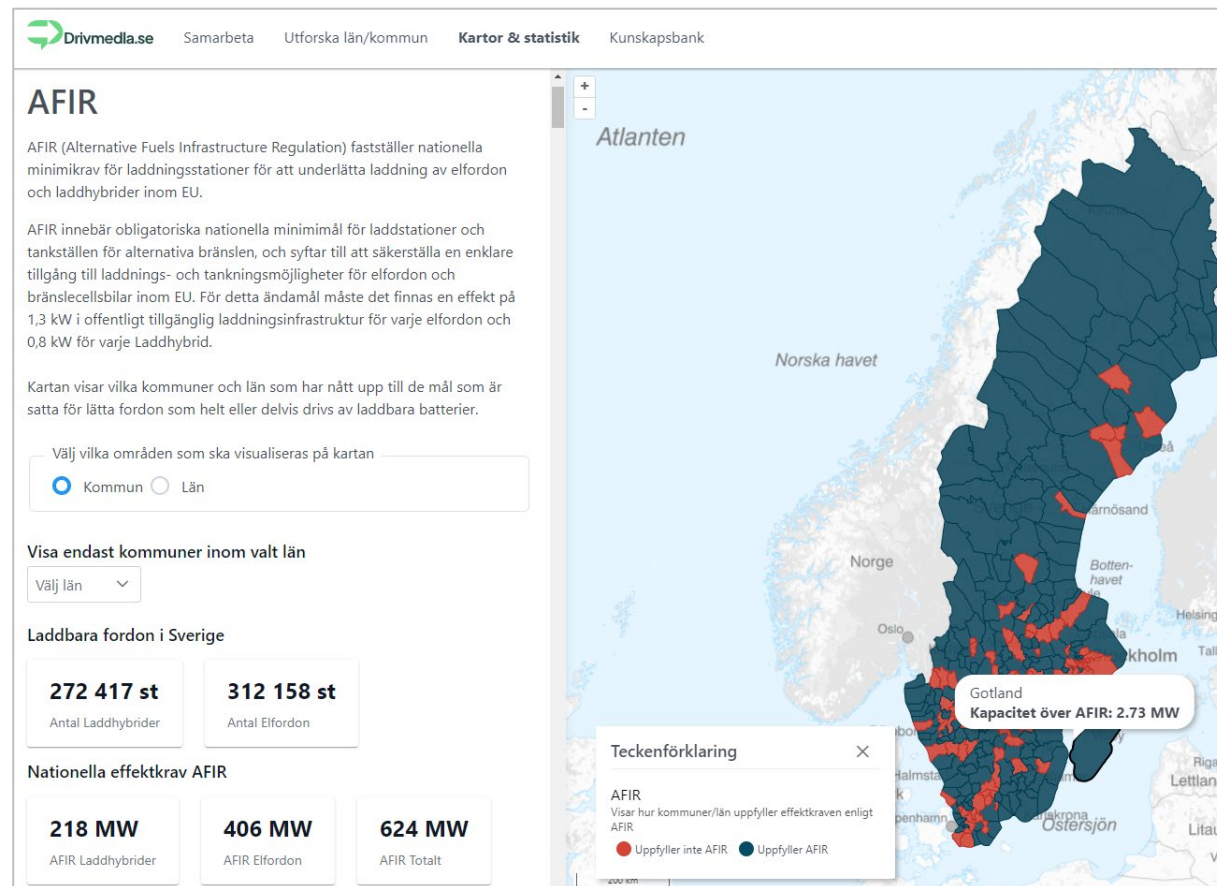 Drivmedla.se
Samarbeta
Utforska län/kommun
Kartor & statistik
Kunskapsbank
AFIR
AFIR (Alternative Fuels Infrastructure Regulation) fastställer nationella
minimikrav för laddningsstationer för att underlätta laddning av elfordon
och laddhybrider inom EU.
AFIR innebär obligatoriska nationella minimimål för laddstationer och
tankställen för alternativa bränslen, och syftar till att säkerställa en enklare
tillgång till laddnings- och tankningsmöjligheter för elfordon och
bränslecellsbilar inom EU. För detta ändamål måste det finnas en effekt på
1,3 kW i offentligt tillgänglig laddningsinfrastruktur för varje elfordon och
0,8 kW för varje Laddhybrid.
Kartan visar vilka kommuner och län som har nått upp till de mål som är
satta för lätta fordon som helt eller delvis drivs av laddbara batterier.
Välj vilka områden som ska visualiseras på kartan
Kommun
Län
Visa endast kommuner inom valt län
Välj län
Laddbara fordon i Sverige
272 417 st
Antal Laddhybrider
312 158 st
Antal Elfordon
Nationella effektkrav AFIR
218 MW
AFIR Laddhybrider
406 MW
AFIR Elfordon
624 MW
AFIR Totalt
+
-
Atlanten
Norska havet
Sverige
Norge
Botten-
havet
Oslo
Östersjön
Gotland
Kapacitet över AFIR: 2.73 MW
Teckenförklaring
AFIR
Visar hur kommuner/län uppfyller effektkraven enligt
AFIR
Uppfyller inte AFIR
Uppfyller AFIR